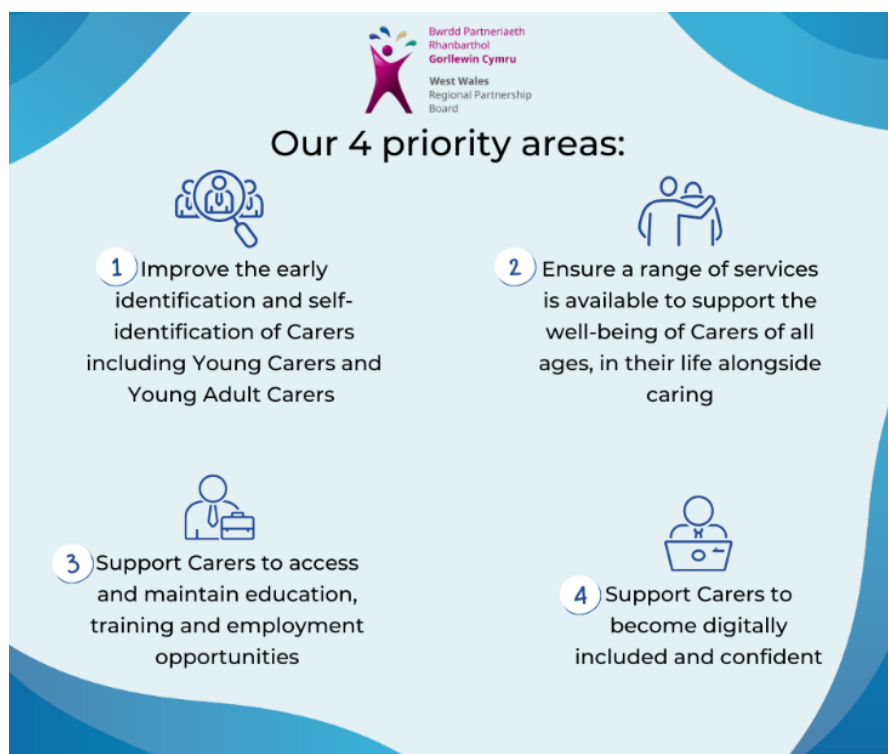 Bwrdd Partneriaeth
Rhanbarthol
Gorllewin Cymru
West Wales
Regional Partnership
Board
Our 4 priority areas:
1 Improve the early
identification and self-
identification of Carers
including Young Carers and
Young Adult Carers
2 Ensure a range of services
is available to support the
well-being of Carers of all
ages, in their life alongside
caring
3 Support Carers to access
and maintain education,
training and employment
opportunities
4 Support Carers to
become digitally
included and confident